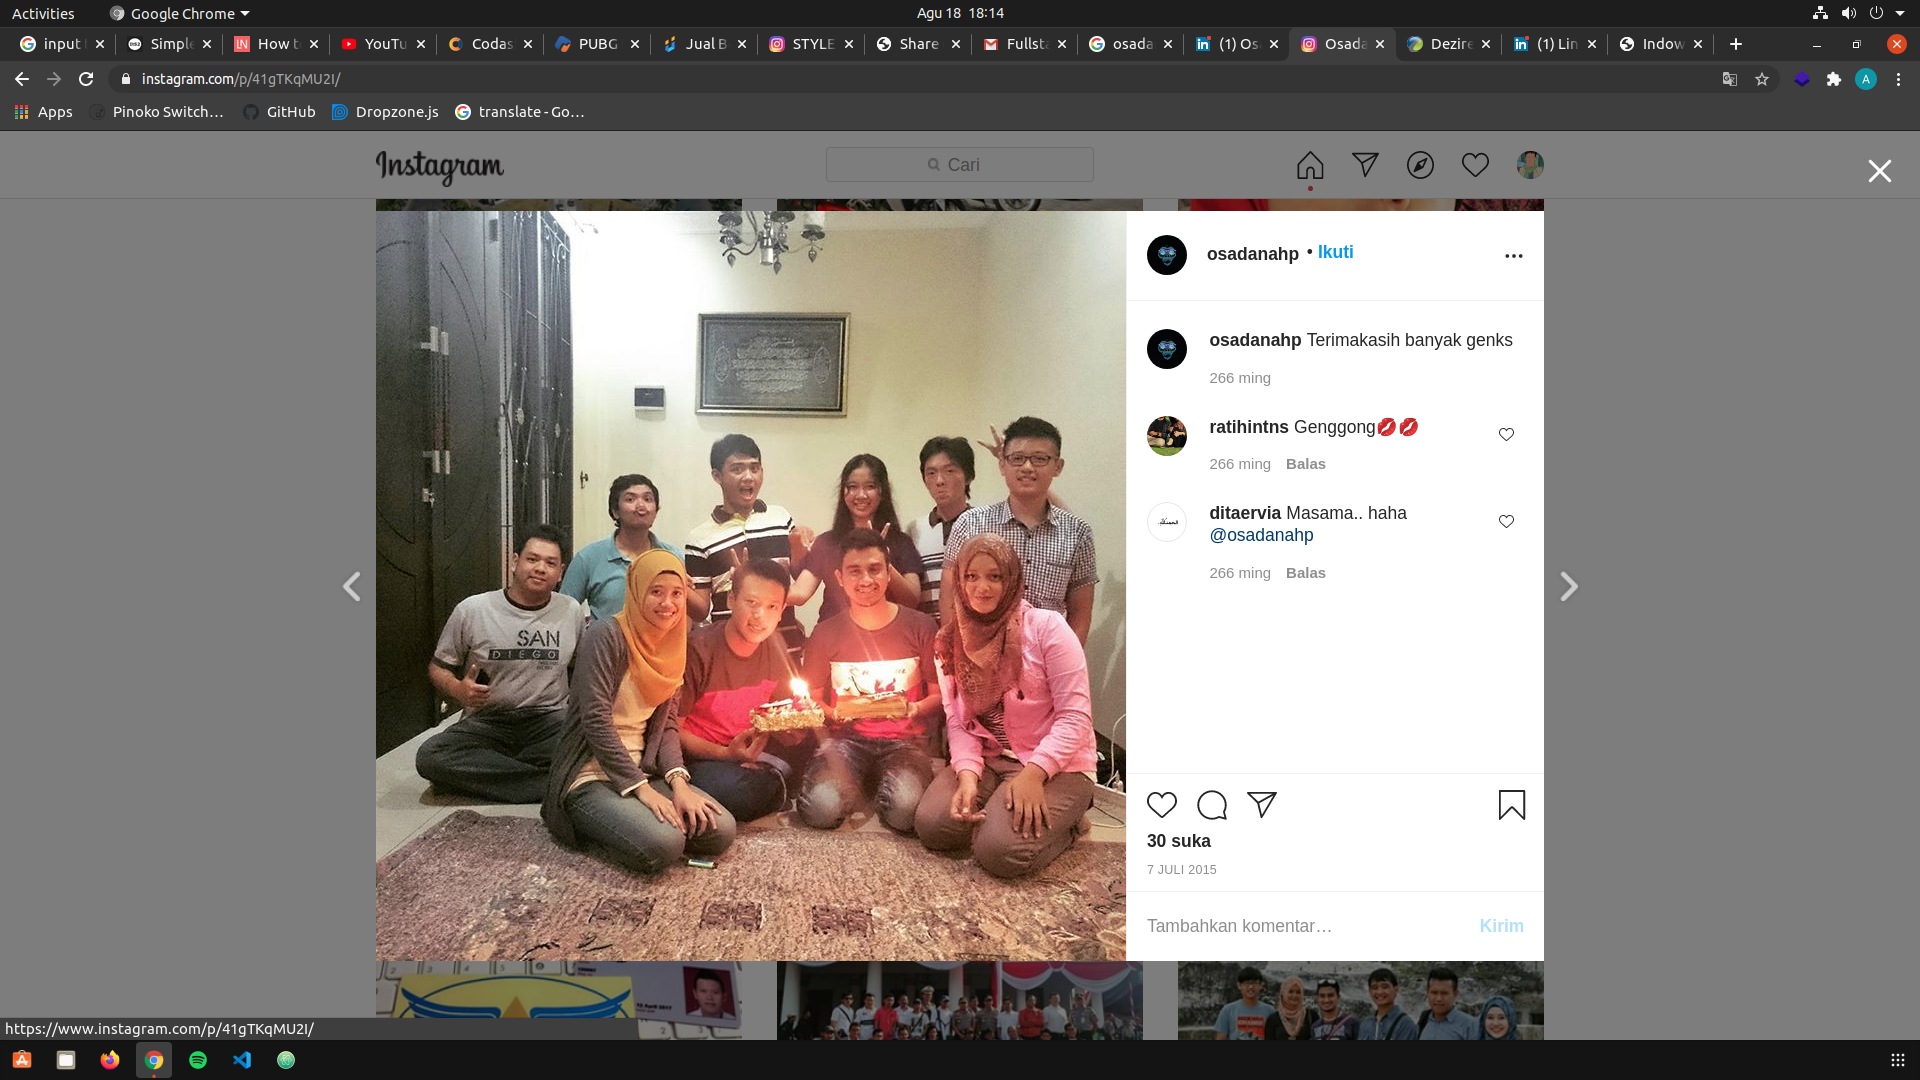 Activities
Google Chrome
Agu 18 18:14
input
Simple
How to
YouTu
Codas
PUBG
Jual B
STYLE
Share
Fullsta
osada
(1) Os
Osada
Dezire
(1) Lin
Indow
instagram.com/p/41gTKqMU2I/
Apps
Pinoko Switch…
GitHub
Dropzone.js
translate - Go…
Instagram
Cari
osadanahp • Ikuti
osadanahp Terimakasih banyak genks
266 ming
ratihintns Genggong💋💋
266 ming Balas
ditaervia Masama.. haha
@osadanahp
266 ming Balas
SAN
DIEGO
30 suka
7 JULI 2015
Tambahkan komentar…
Kirim
https://www.instagram.com/p/41gTKqMU2I/